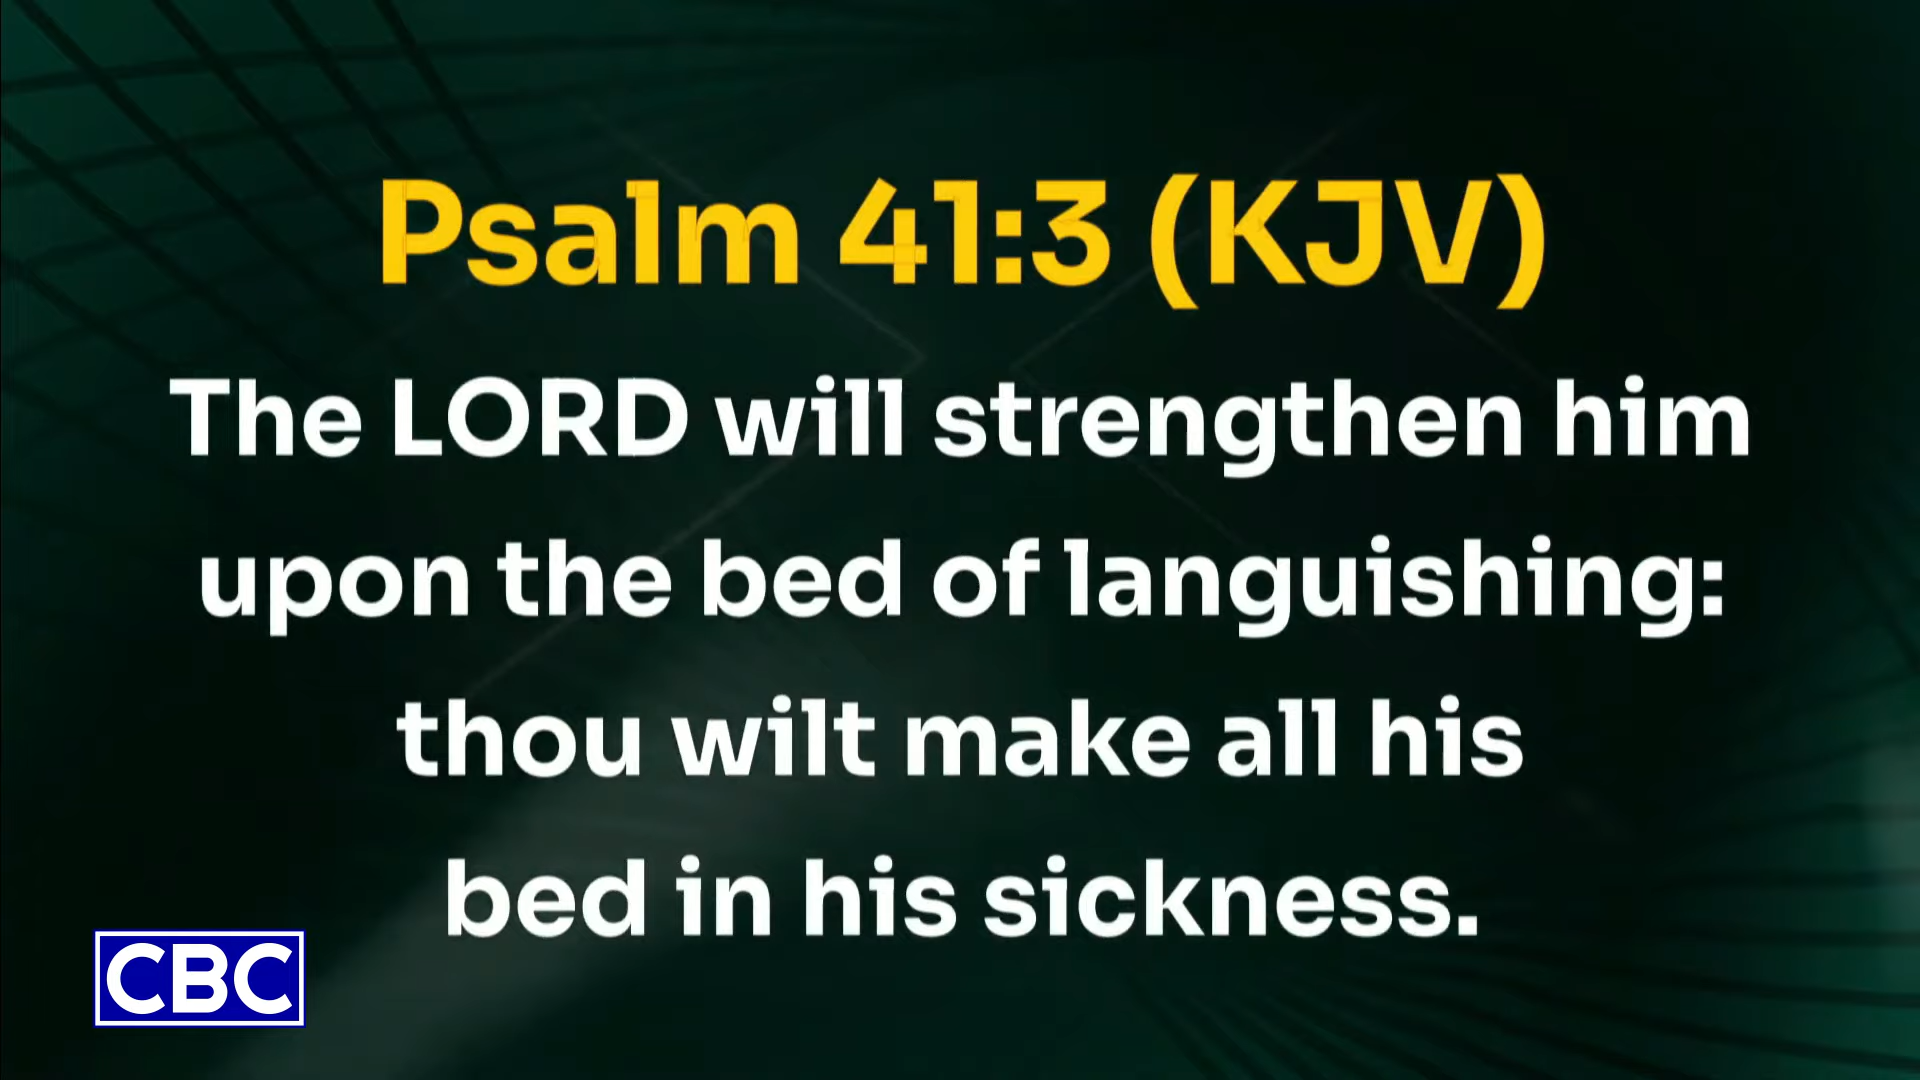 Psalm 41:3 (KJV)
The LORD will strengthen him
upon the bed of languishing:
thou wilt make all his
bed in his sickness.
CBC